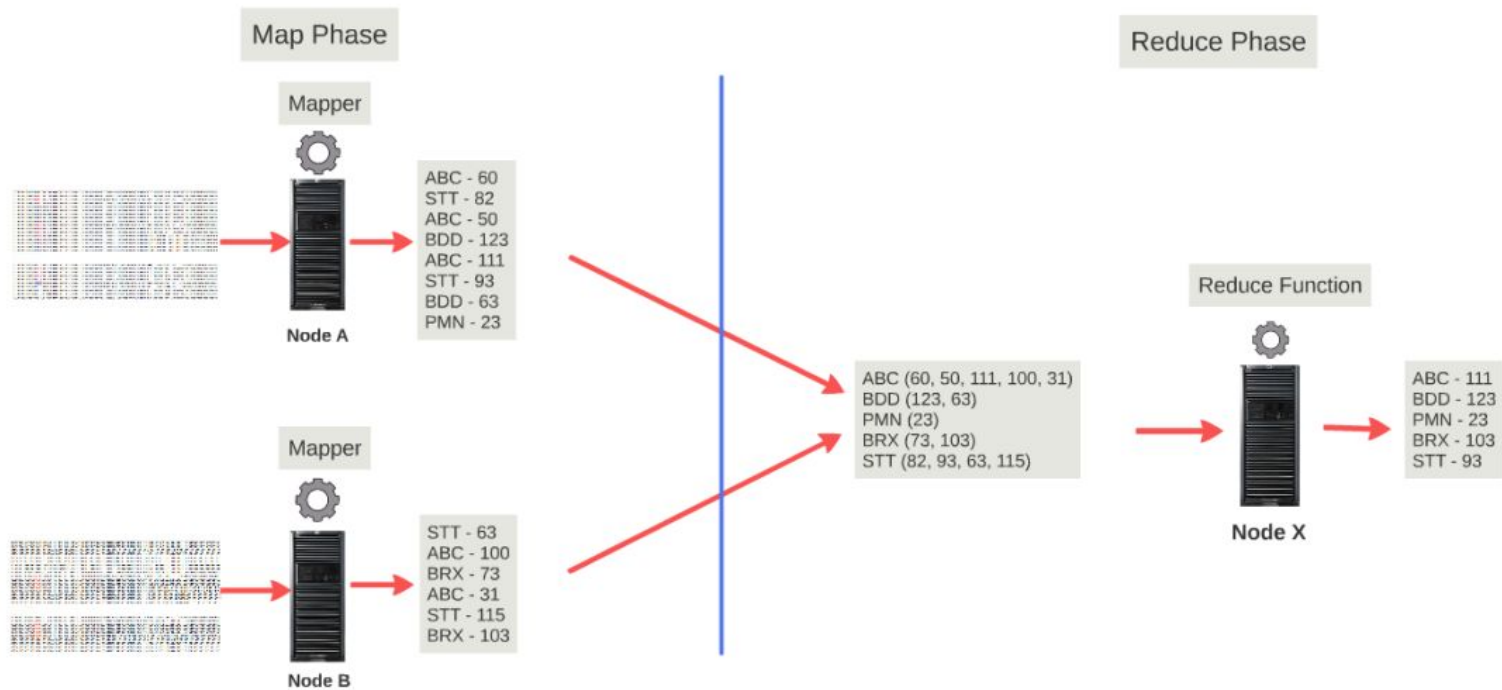 Map Phase
Reduce Phase
Mapper
ABC - 60
STT - 82
ABC - 50
BDD - 123
ABC - 111
STT - 93
BDD - 63
PMN - 23
Node A
Mapper
STT - 63
ABC - 100
BRX - 73
ABC - 31
STT - 115
BRX - 103
Node B
ABC (60, 50, 111, 100, 31)
BDD (123, 63)
PMN (23)
BRX (73, 103)
STT (82, 93, 63, 115)
Reduce Function
Node X
ABC - 111
BDD - 123
PMN - 23
BRX - 103
STT - 93